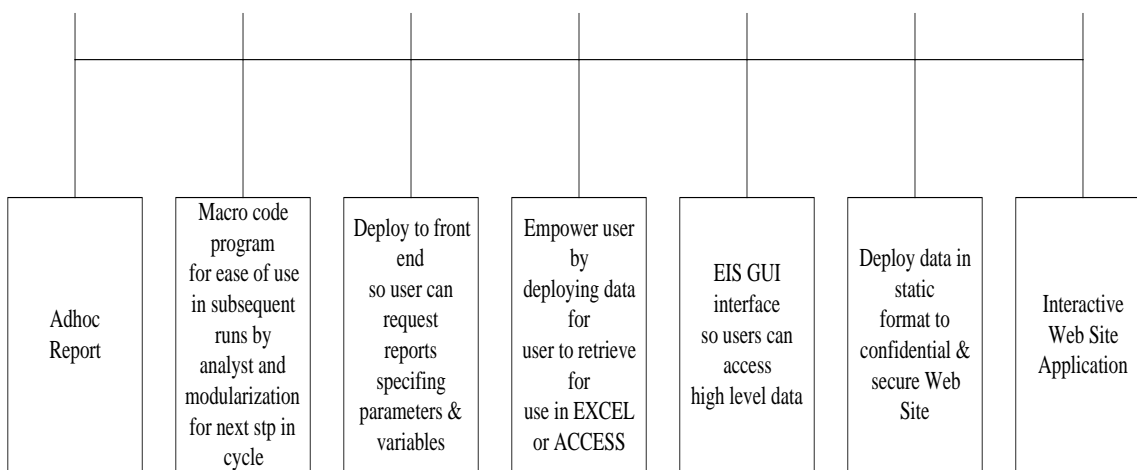 Adhoc
Report
Macro code
program
for ease of use
in subsequent
runs by
analyst and
modularization
for next stp in
cycle
Deploy to front
end
so user can
request
reports
specifing
parameters &
variables
Empower user
by
deploying data
for
user to retrieve
for
use in EXCEL
or ACCESS
EIS GUI
interface
so users can
access
high level data
Deploy data in
static
format to
confidential &
secure Web
Site
Interactive
Web Site
Application